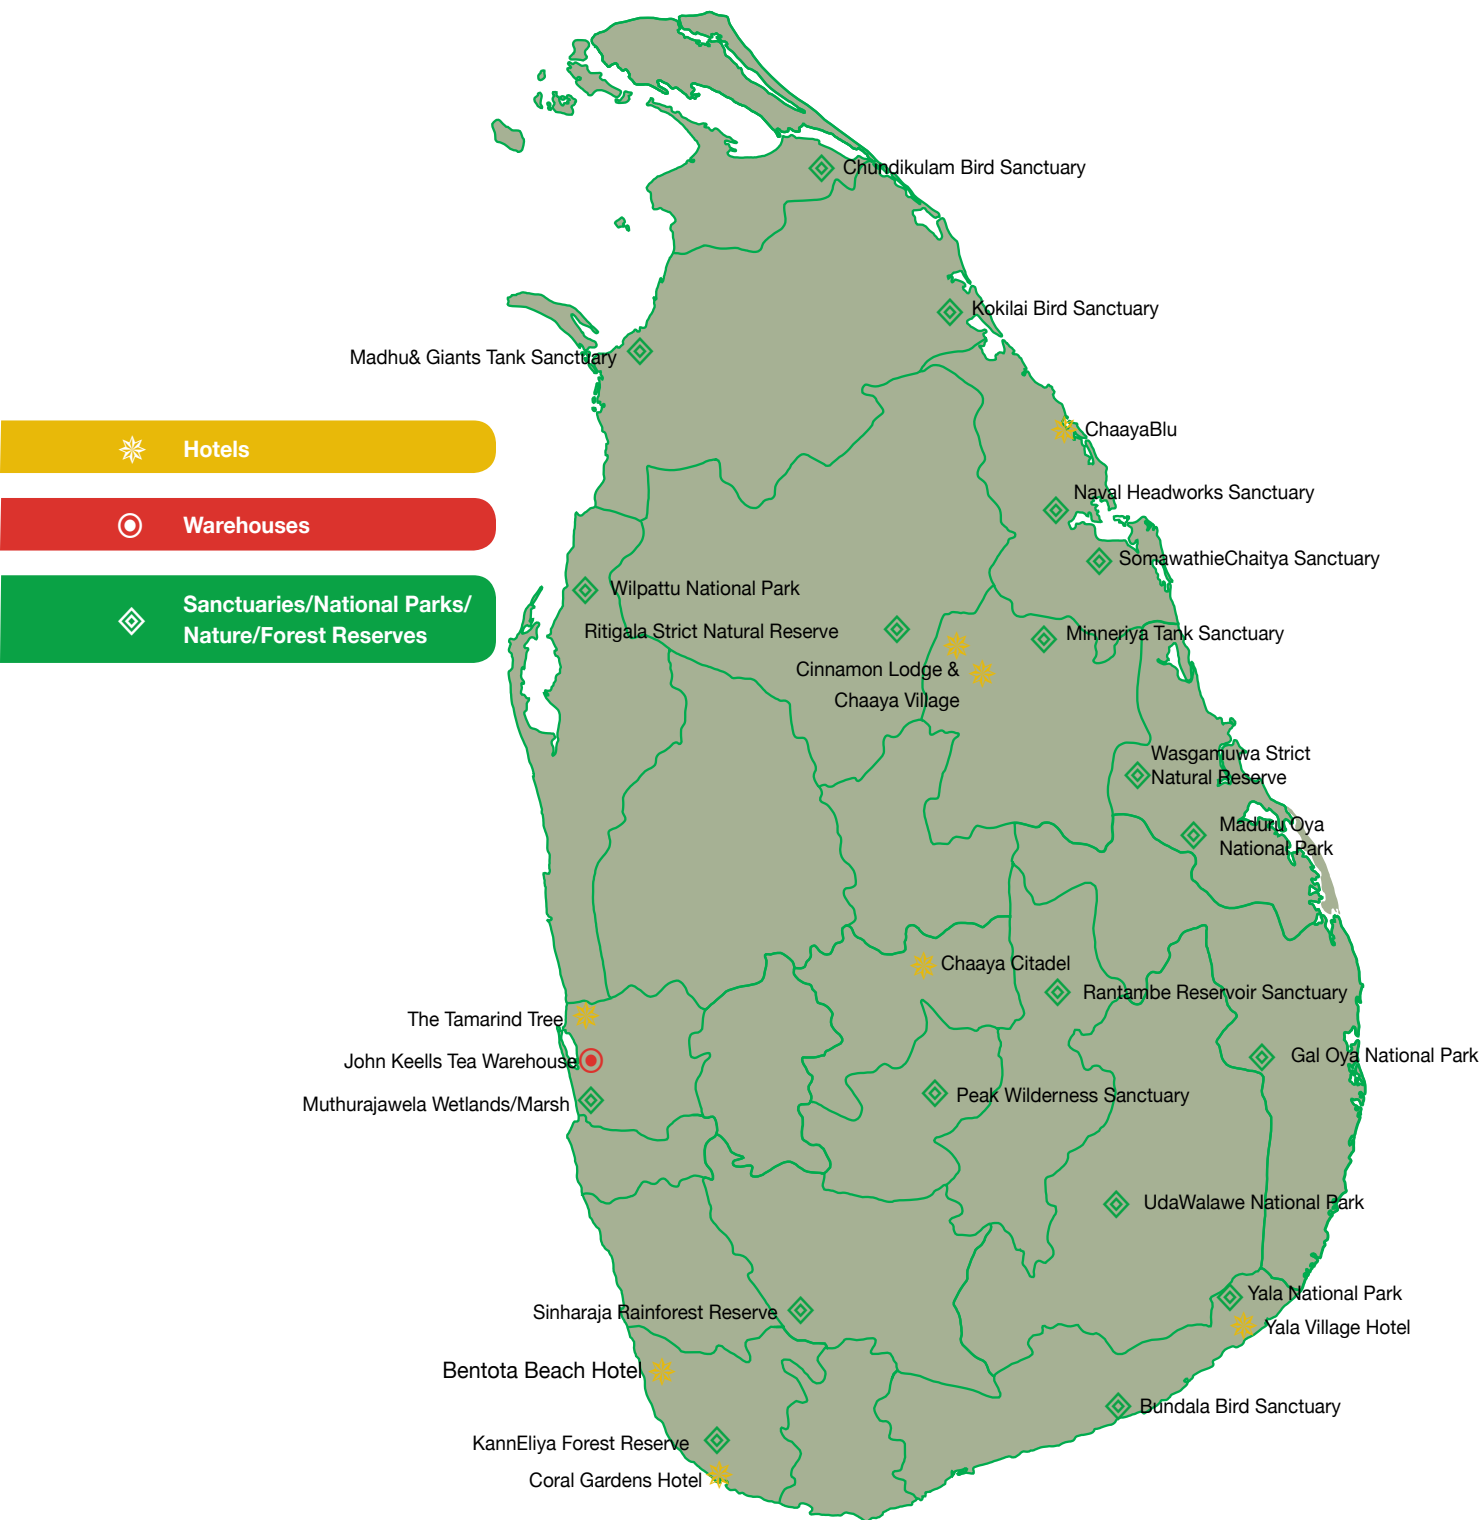 Chundikulam Bird Sanctuary
Kokilai Bird Sanctuary
Madhu& Giants Tank Sanctuary
ChaayaBlu
Hotels
Naval Headworks Sanctuary
Warehouses
SomawathieChaitya Sanctuary
Wilpattu National Park
Sanctuaries/National Parks/
Nature/Forest Reserves
Ritigala Strict Natural Reserve
Minneriya Tank Sanctuary
Cinnamon Lodge &
Chaaya Village
Wasgamuwa Strict
Natural Reserve
Maduru Oya
National Park
Chaaya Citadel
Rantambe Reservoir Sanctuary
The Tamarind Tree
John Keells Tea Warehouse
Gal Oya National Park
Muthurajawela Wetlands/Marsh
Peak Wilderness Sanctuary
UdaWalawe National Park
Yala National Park
Sinharaja Rainforest Reserve
Yala Village Hotel
Bentota Beach Hotel
Bundala Bird Sanctuary
KannEliya Forest Reserve
Coral Gardens Hotel